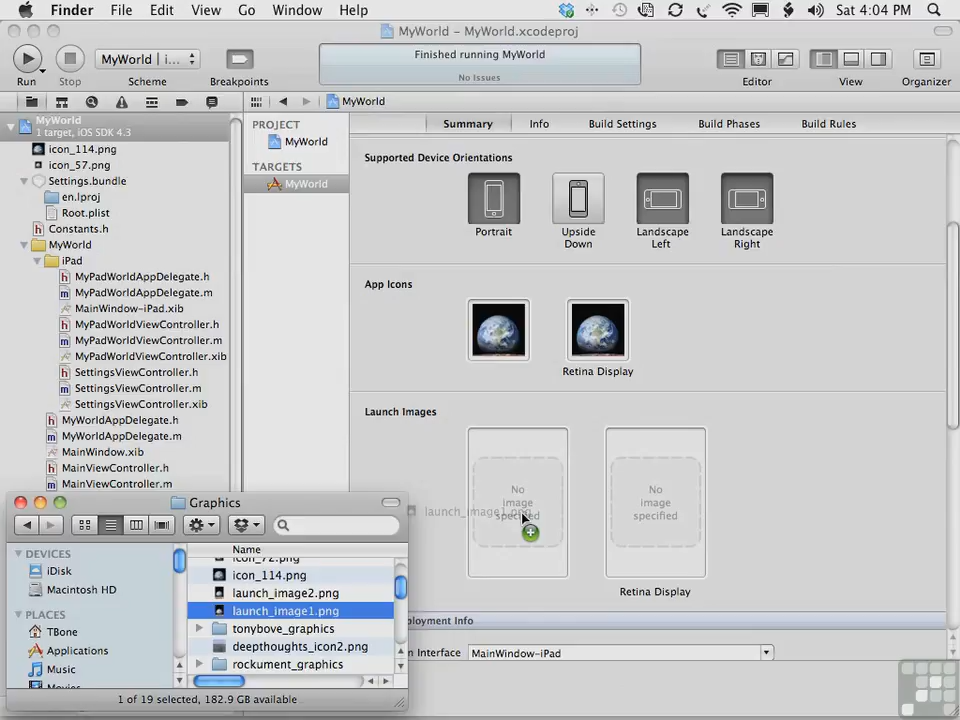 Finder File Edit View Go Window Help Sat 4:04 PM
MyWorld – MyWorld.xcodeproj
MyWorld | i...
Finished running MyWorld
No Issues
Run Stop Scheme Breakpoints Editor View Organizer
MyWorld
MyWorld
1 target, iOS SDK 4.3
icon_114.png
icon_57.png
Settings.bundle
en.lproj
Root.plist
Constants.h
MyWorld
iPad
MyPadWorldAppDelegate.h
MyPadWorldAppDelegate.m
MainWindow-iPad.xib
MyPadWorldViewController.h
MyPadWorldViewController.m
MyPadWorldViewController.xib
SettingsViewController.h
SettingsViewController.m
SettingsViewController.xib
MyWorldAppDelegate.h
MyWorldAppDelegate.m
MainWindow.xib
MainViewController.h
MainViewController.m
PROJECT
MyWorld
TARGETS
MyWorld
Summary Info Build Settings Build Phases Build Rules
Supported Device Orientations
Portrait
Upside
Down
Landscape
Left
Landscape
Right
App Icons
Retina Display
Launch Images
No
image
specified
launch_image1.png
No
image
specified
Retina Display
ployment Info
n Interface MainWindow-iPad
Graphics
DEVICES
iDisk
Macintosh HD
PLACES
TBone
Applications
Music
Movies
Name
icon_72.png
icon_114.png
launch_image2.png
launch_image1.png
tonybove_graphics
deepthoughts_icon2.png
rockument_graphics
1 of 19 selected, 182.9 GB available